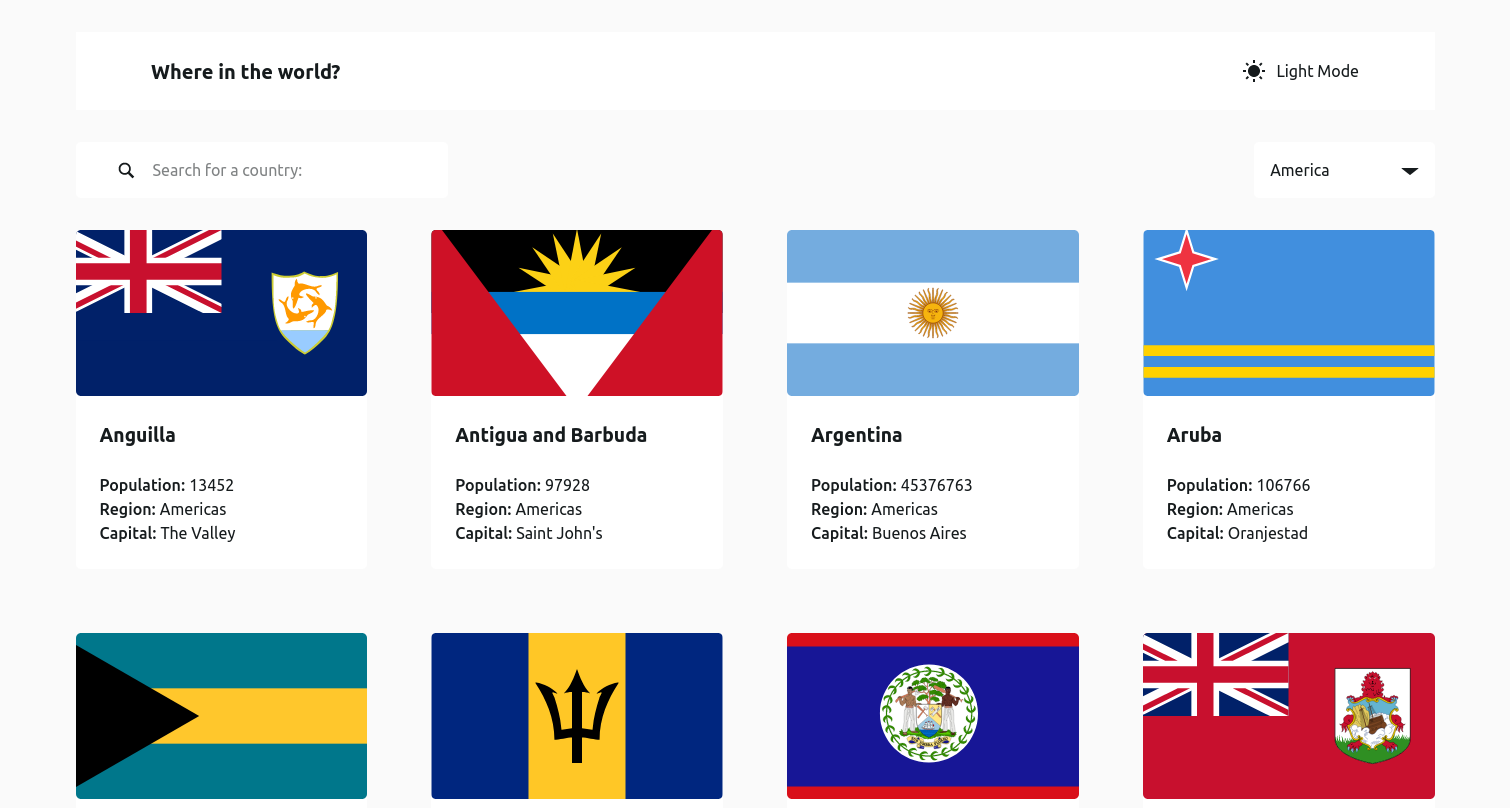 Where in the world?
Light Mode
Search for a country:
America
Anguilla
Population: 13452
Region: Americas
Capital: The Valley
Antigua and Barbuda
Population: 97928
Region: Americas
Capital: Saint John's
Argentina
Population: 45376763
Region: Americas
Capital: Buenos Aires
Aruba
Population: 106766
Region: Americas
Capital: Oranjestad